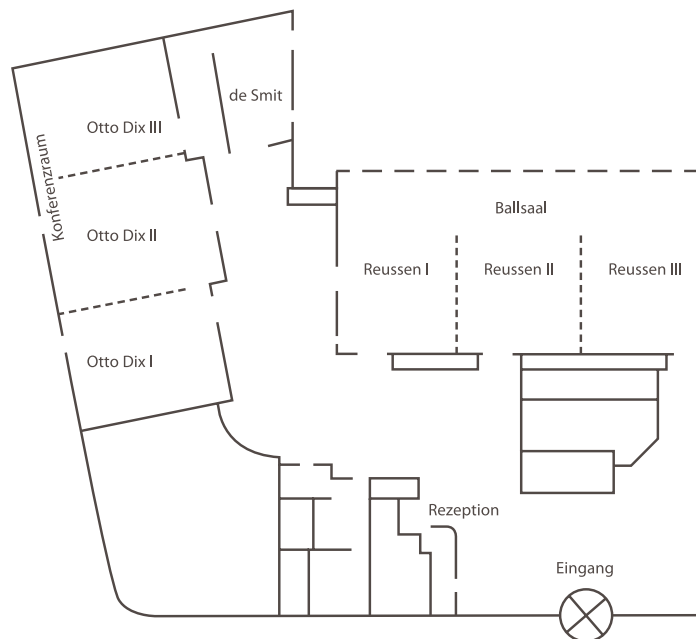 de Smit
Otto Dix III
Konferenzraum
Otto Dix II
Otto Dix I
Ballsaal
Reussen I
Reussen II
Reussen III
Rezeption
Eingang